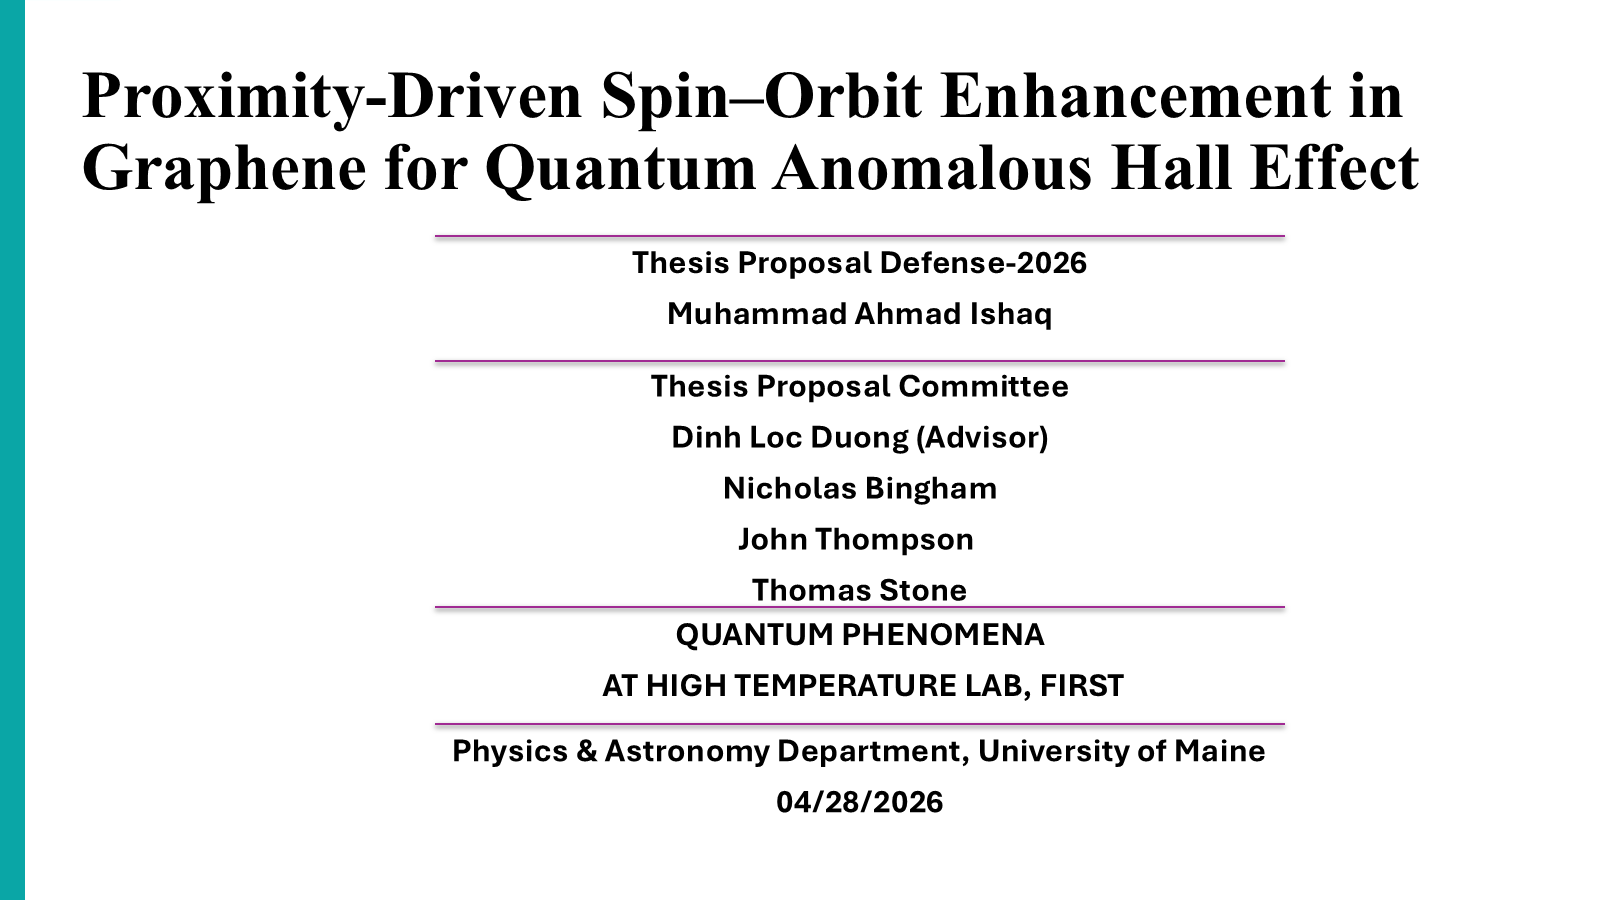 Proximity-Driven Spin–Orbit Enhancement in
Graphene for Quantum Anomalous Hall Effect
Thesis Proposal Defense-2026
Muhammad Ahmad Ishaq
Thesis Proposal Committee
Dinh Loc Duong (Advisor)
Nicholas Bingham
John Thompson
Thomas Stone
QUANTUM PHENOMENA
AT HIGH TEMPERATURE LAB, FIRST
Physics & Astronomy Department, University of Maine
04/28/2026